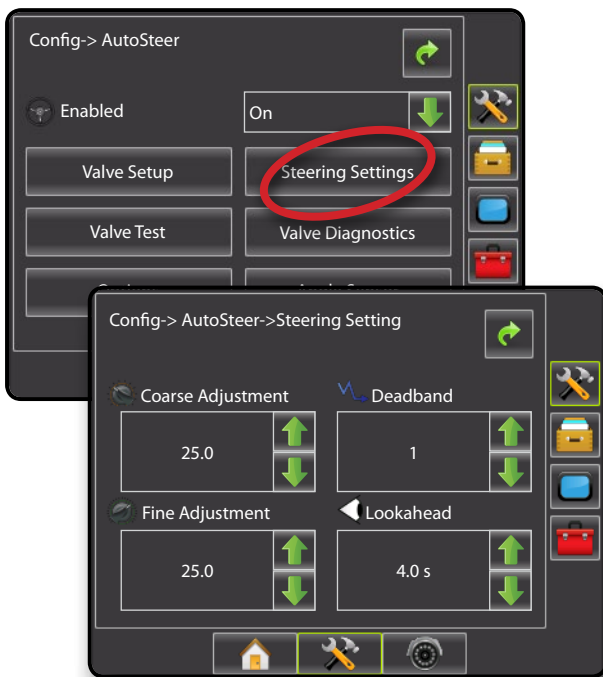 Config-> AutoSteer
Enabled
On
Valve Setup
Steering Settings
Valve Test
Valve Diagnostics
Config-> AutoSteer->Steering Setting
Coarse Adjustment
Deadband
25.0
1
Fine Adjustment
Lookahead
25.0
4.0 s